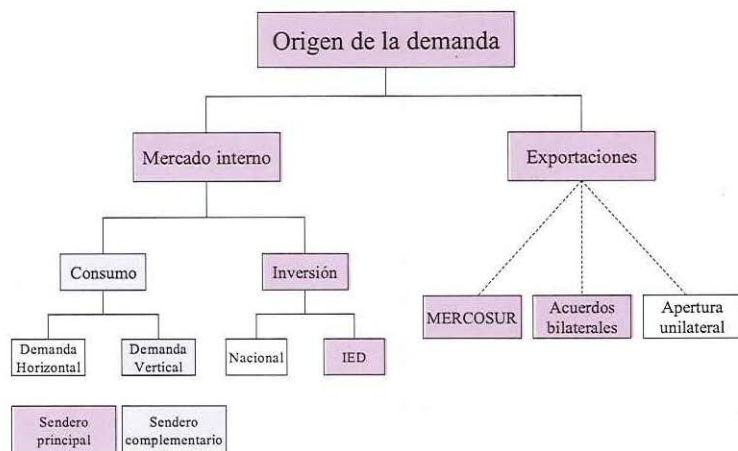 Origen de la demanda
Mercado interno
Exportaciones
Consumo
Inversión
MERCOSUR
Acuerdos
bilaterales
Apertura
unilateral
Demanda
Horizontal
Demanda
Vertical
Nacional
IED
Sendero
principal
Sendero
complementario